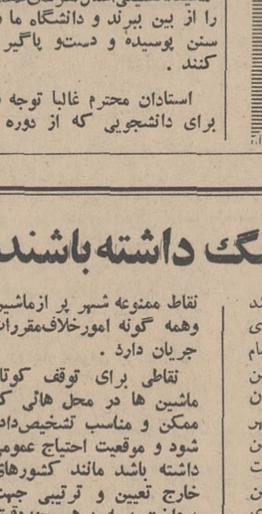 را از بین ببرند و دانشگاه ما
سنن پوسیده و دست‌و پاگیر
کنند .
استادان محترم غالبا توجه
برای دانشجویی که از دوره
داشته باشند
نقاط ممنوعه شهر پر ازماشین
وهمه گونه امورخلاف‌مقررات
جریان دارد .
نقاطی برای توقف کوتاه
ماشین ها در محل هائی که
ممکن و مناسب تشخیص‌داده
شود و موقعیت احتیاج عمومی
داشته باشد مانند کشورهای
خارج تعیین و ترتیبی جهت